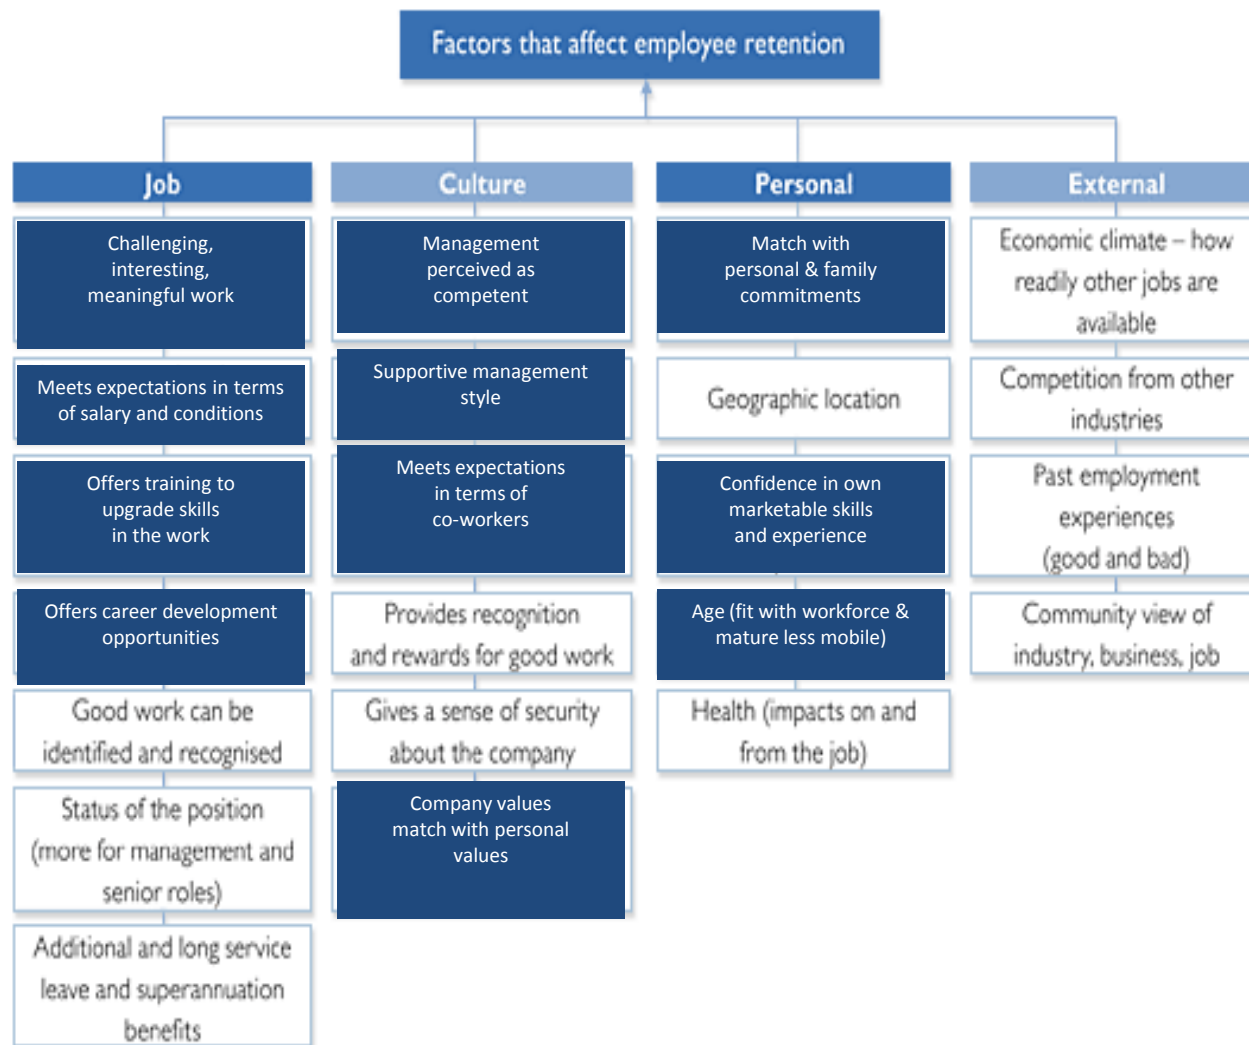 Factors that affect employee retention
Job
Challenging,
interesting,
meaningful work
Meets expectations in terms
of salary and conditions
Offers training to
upgrade skills
in the work
Offers career development
opportunities
Good work can be
identified and recognised
Status of the position
(more for management and
senior roles)
Additional and long service
leave and superannuation
benefits
Culture
Management
perceived as
competent
Supportive management
style
Meets expectations
in terms of
co-workers
Provides recognition
and rewards for good work
Gives a sense of security
about the company
Company values
match with personal
values
Personal
Match with
personal & family
commitments
Geographic location
Confidence in own
marketable skills
and experience
Age (fit with workforce &
mature less mobile)
Health (impacts on and
from the job)
External
Economic climate – how
readily other jobs are
available
Competition from other
industries
Past employment
experiences
(good and bad)
Community view of
industry, business, job